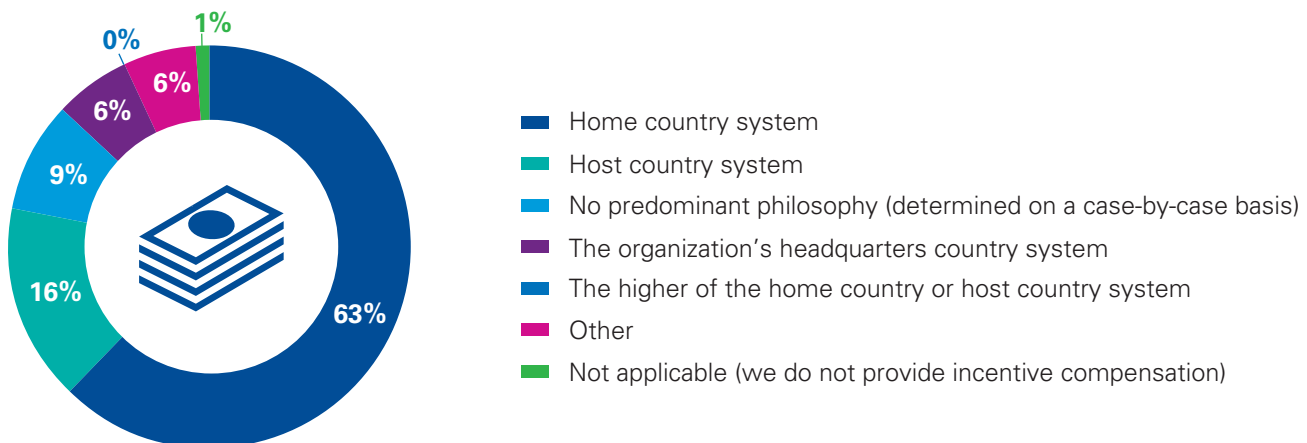 1%
0%
6%
6%
9%
16%
63%
Home country system
Host country system
No predominant philosophy (determined on a case-by-case basis)
The organization’s headquarters country system
The higher of the home country or host country system
Other
Not applicable (we do not provide incentive compensation)